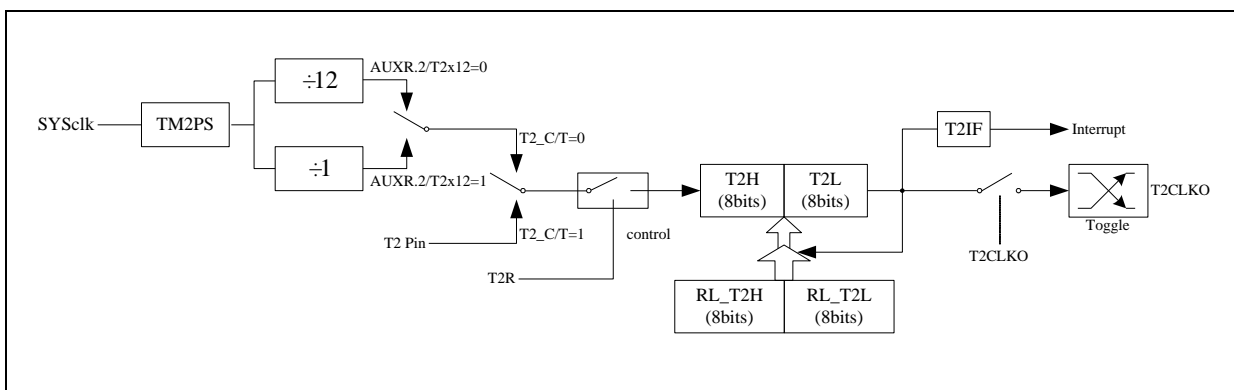 SYSclk
TM2PS
÷12
÷1
AUXR.2/T2x12=0
AUXR.2/T2x12=1
T2_C/T=0
T2_C/T=1
T2 Pin
T2R
control
T2H
(8bits)
T2L
(8bits)
RL_T2H
(8bits)
RL_T2L
(8bits)
T2IF
Interrupt
T2CLKO
Toggle
T2CLKO